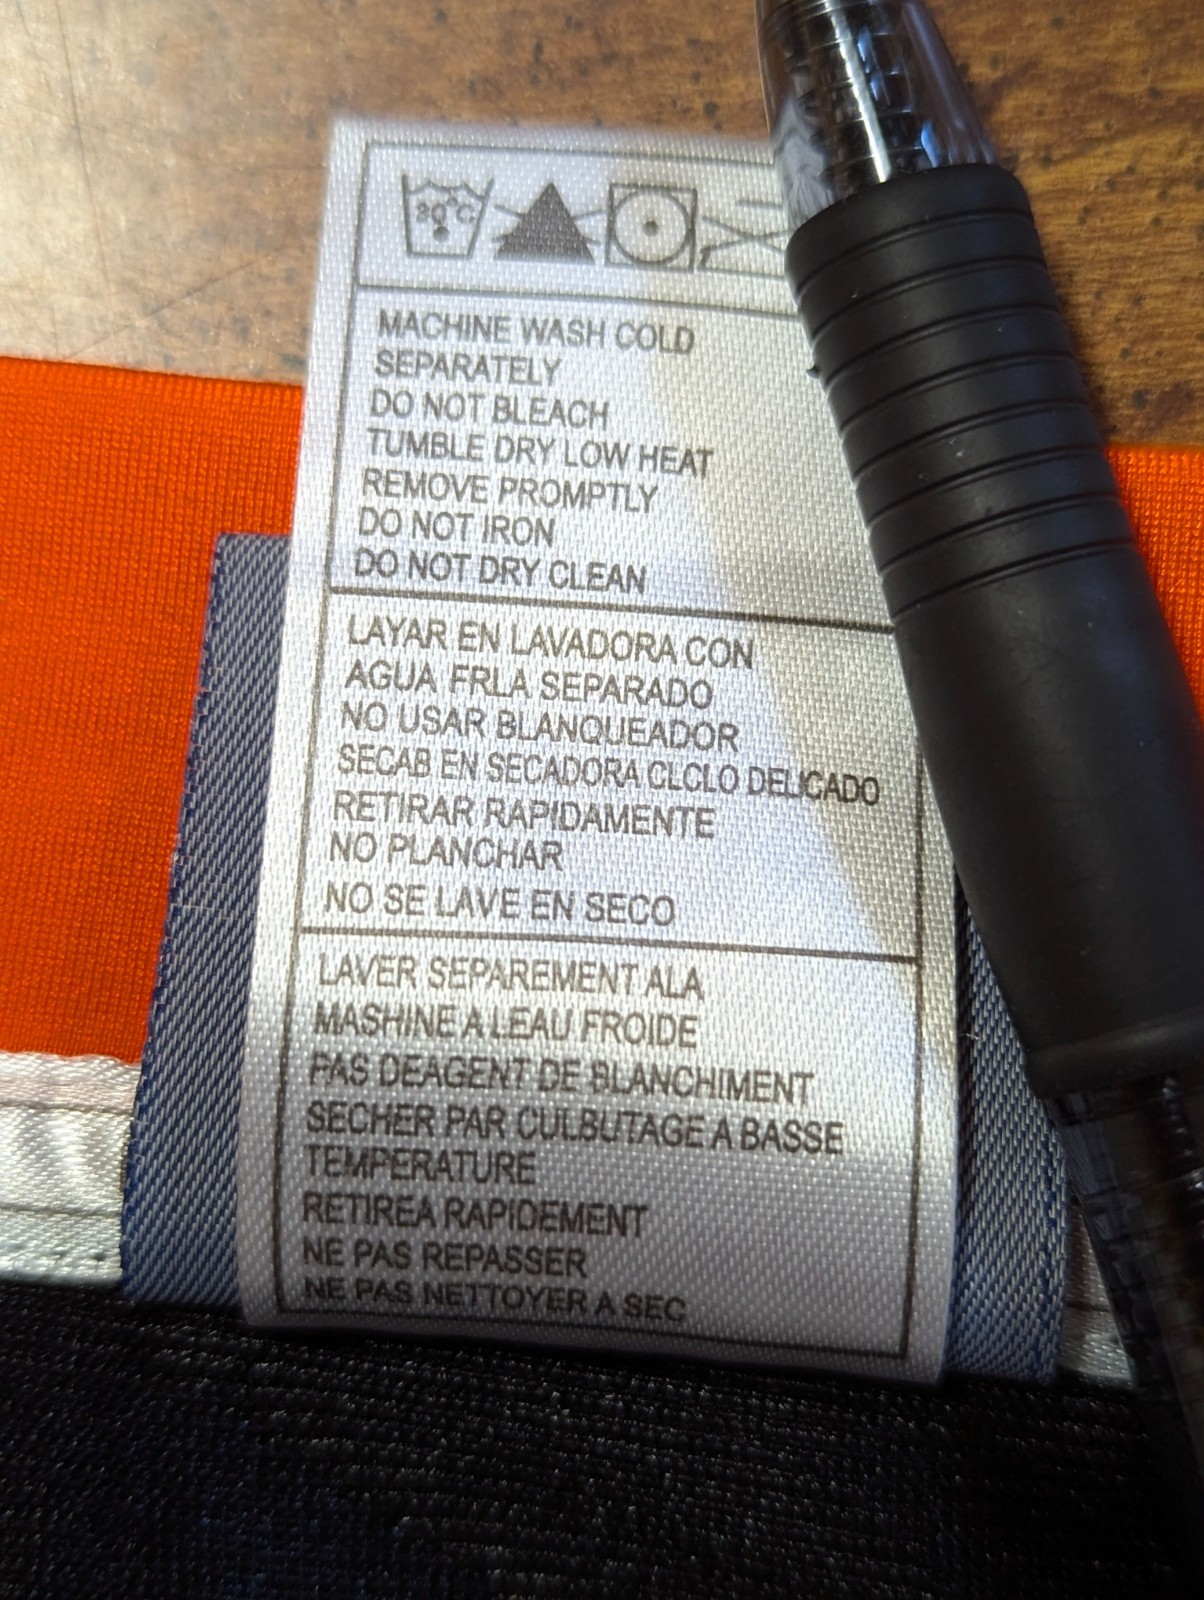 30°C
MACHINE WASH COLD
SEPARATELY
DO NOT BLEACH
TUMBLE DRY LOW HEAT
REMOVE PROMPTLY
DO NOT IRON
DO NOT DRY CLEAN
LAYAR EN LAVADORA CON
AGUA FRLA SEPARADO
NO USAR BLANQUEADOR
SECAB EN SECADORA CLCLO DELICADO
RETIRAR RAPIDAMENTE
NO PLANCHAR
NO SE LAVE EN SECO
LAVER SEPAREMENT ALA
MASHINE A LEAU FROIDE
PAS DEAGENT DE BLANCHIMENT
SECHER PAR CULBUTAGE A BASSE
TEMPERATURE
RETIREA RAPIDEMENT
NE PAS REPASSER
NE PAS NETTOYER A SEC